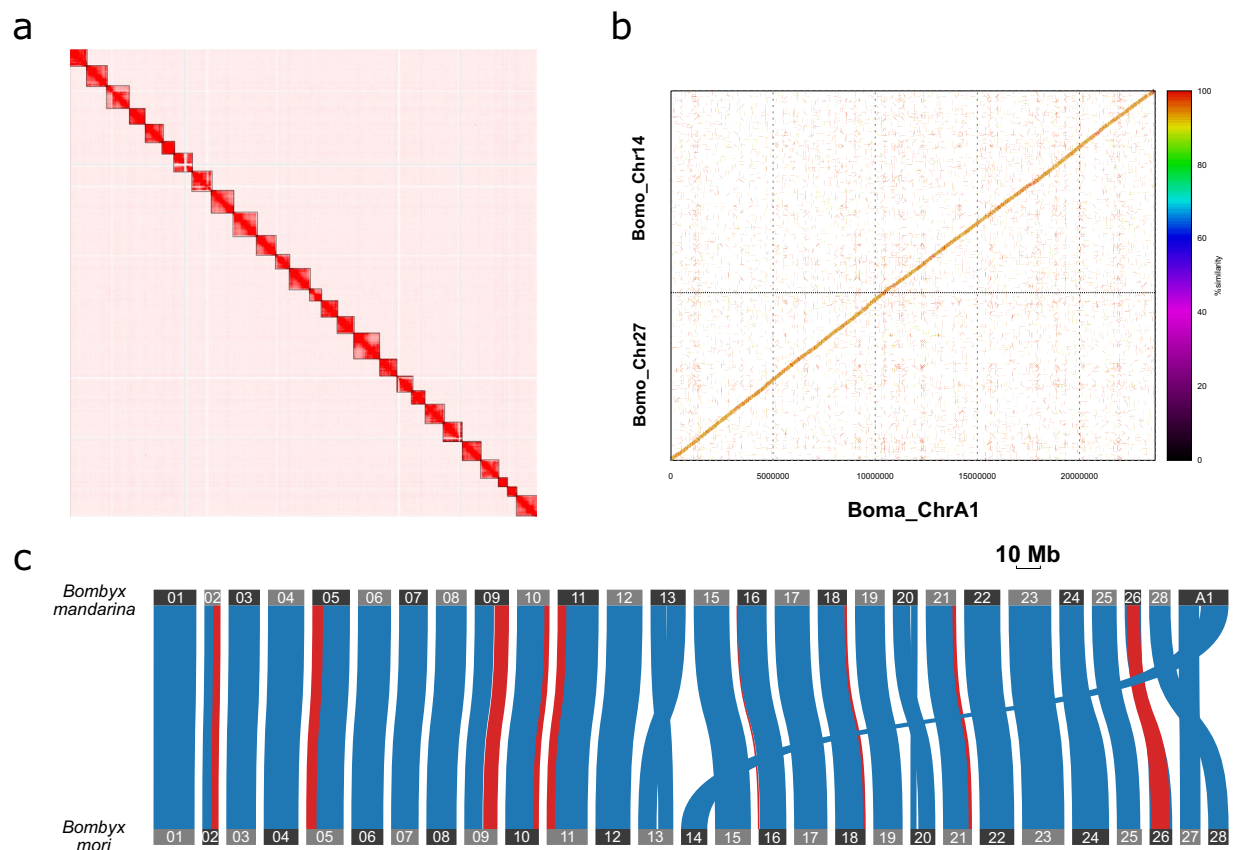 a
b
Bomo_Chr14
Bomo_Chr27
100
80
60
40
20
0
%similarity
0 5000000 10000000 15000000 20000000
Boma_ChrA1
c
10 Mb
Bombyx
mandarina
01 02 03 04 05 06 07 08 09 10 11 12 13 15 16 17 18 19 20 21 22 23 24 25 26 28 A1
01 02 03 04 05 06 07 08 09 10 11 12 13 14 15 16 17 18 19 20 21 22 23 24 25 26 27 28
Bombyx
mori